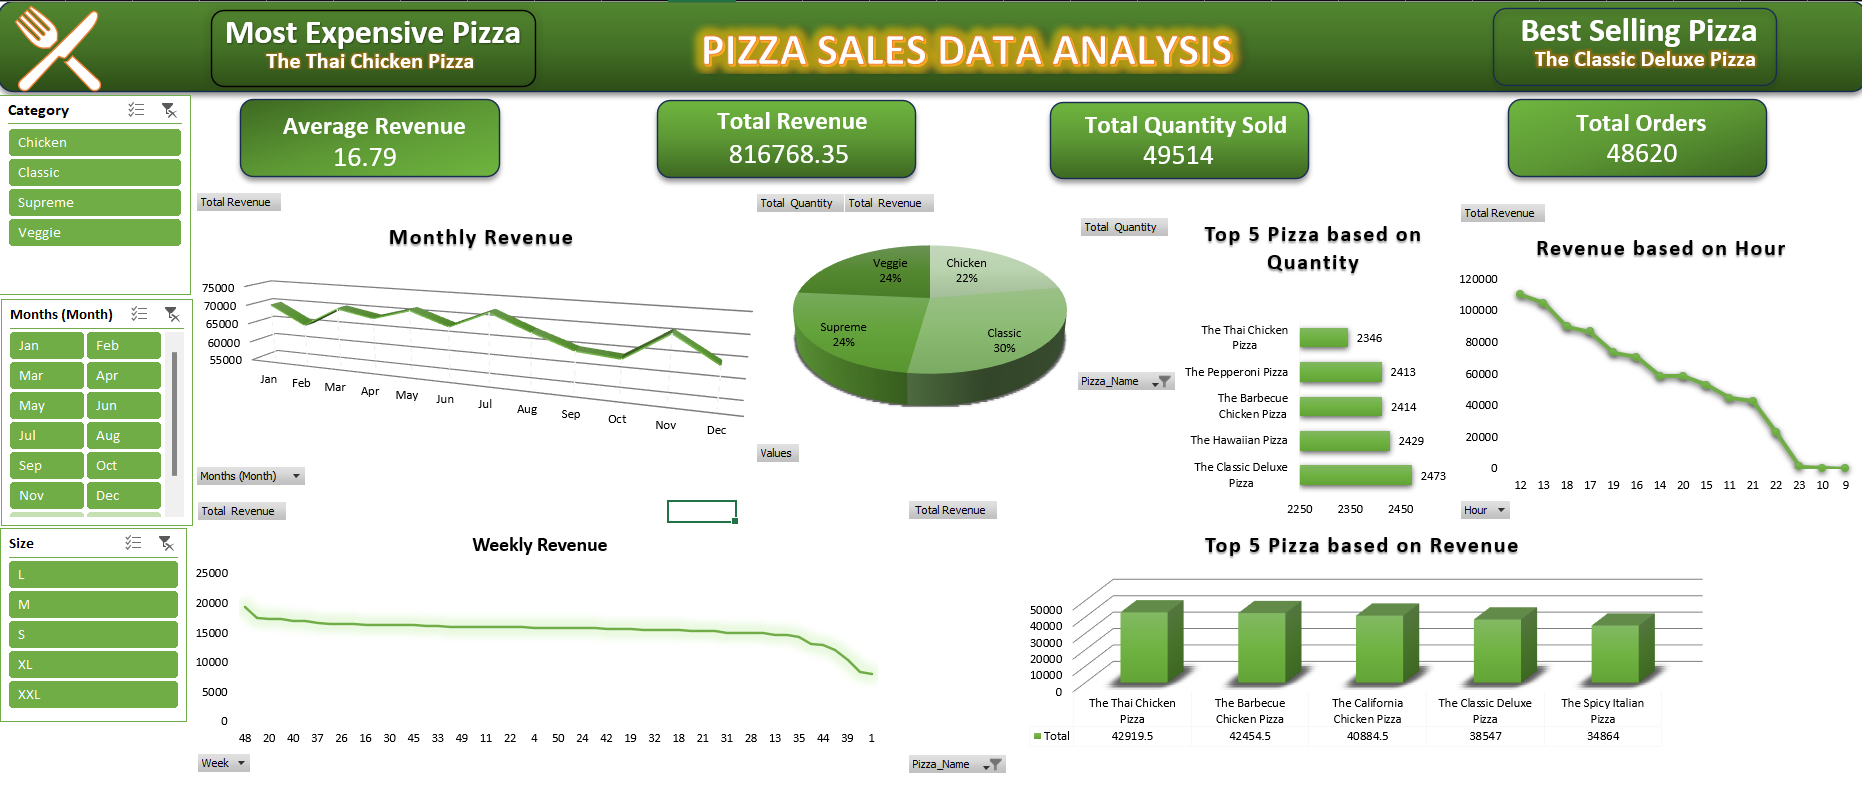 Most Expensive Pizza
The Thai Chicken Pizza
PIZZA SALES DATA ANALYSIS
Best Selling Pizza
The Classic Deluxe Pizza
Category
Chicken
Classic
Supreme
Veggie
Average Revenue
16.79
Total Revenue
816768.35
Total Quantity Sold
49514
Total Orders
48620
Months (Month)
Jan
Feb
Mar
Apr
May
Jun
Jul
Aug
Sep
Oct
Nov
Dec
Size
L
M
S
XL
XXL
Total Revenue
Monthly Revenue
75000
70000
65000
60000
55000
Jan
Feb
Mar
Apr
May
Jun
Jul
Aug
Sep
Oct
Nov
Dec
Months (Month)
Total Quantity
Total Revenue
Veggie
24%
Chicken
22%
Supreme
24%
Classic
30%
Values
Total Quantity
Top 5 Pizza based on
Quantity
Pizza_Name
The Thai Chicken
Pizza
2346
The Pepperoni Pizza
2413
The Barbecue
Chicken Pizza
2414
The Hawaiian Pizza
2429
The Classic Deluxe
Pizza
2473
2250 2350 2450
Total Revenue
Revenue based on Hour
120000
100000
80000
60000
40000
20000
0
12 13 18 17 19 16 14 20 15 11 21 22 23 10 9
Hour
Total Revenue
Weekly Revenue
25000
20000
15000
10000
5000
0
48 20 40 37 26 16 30 45 33 49 11 22 4 50 24 42 19 32 18 21 31 28 13 35 44 39 1
Week
Total Revenue
Top 5 Pizza based on Revenue
50000
40000
30000
20000
10000
0
The Thai Chicken
Pizza
The Barbecue
Chicken Pizza
The California
Chicken Pizza
The Classic Deluxe
Pizza
The Spicy Italian
Pizza
Total 42919.5 42454.5 40884.5 38547 34864
Pizza_Name